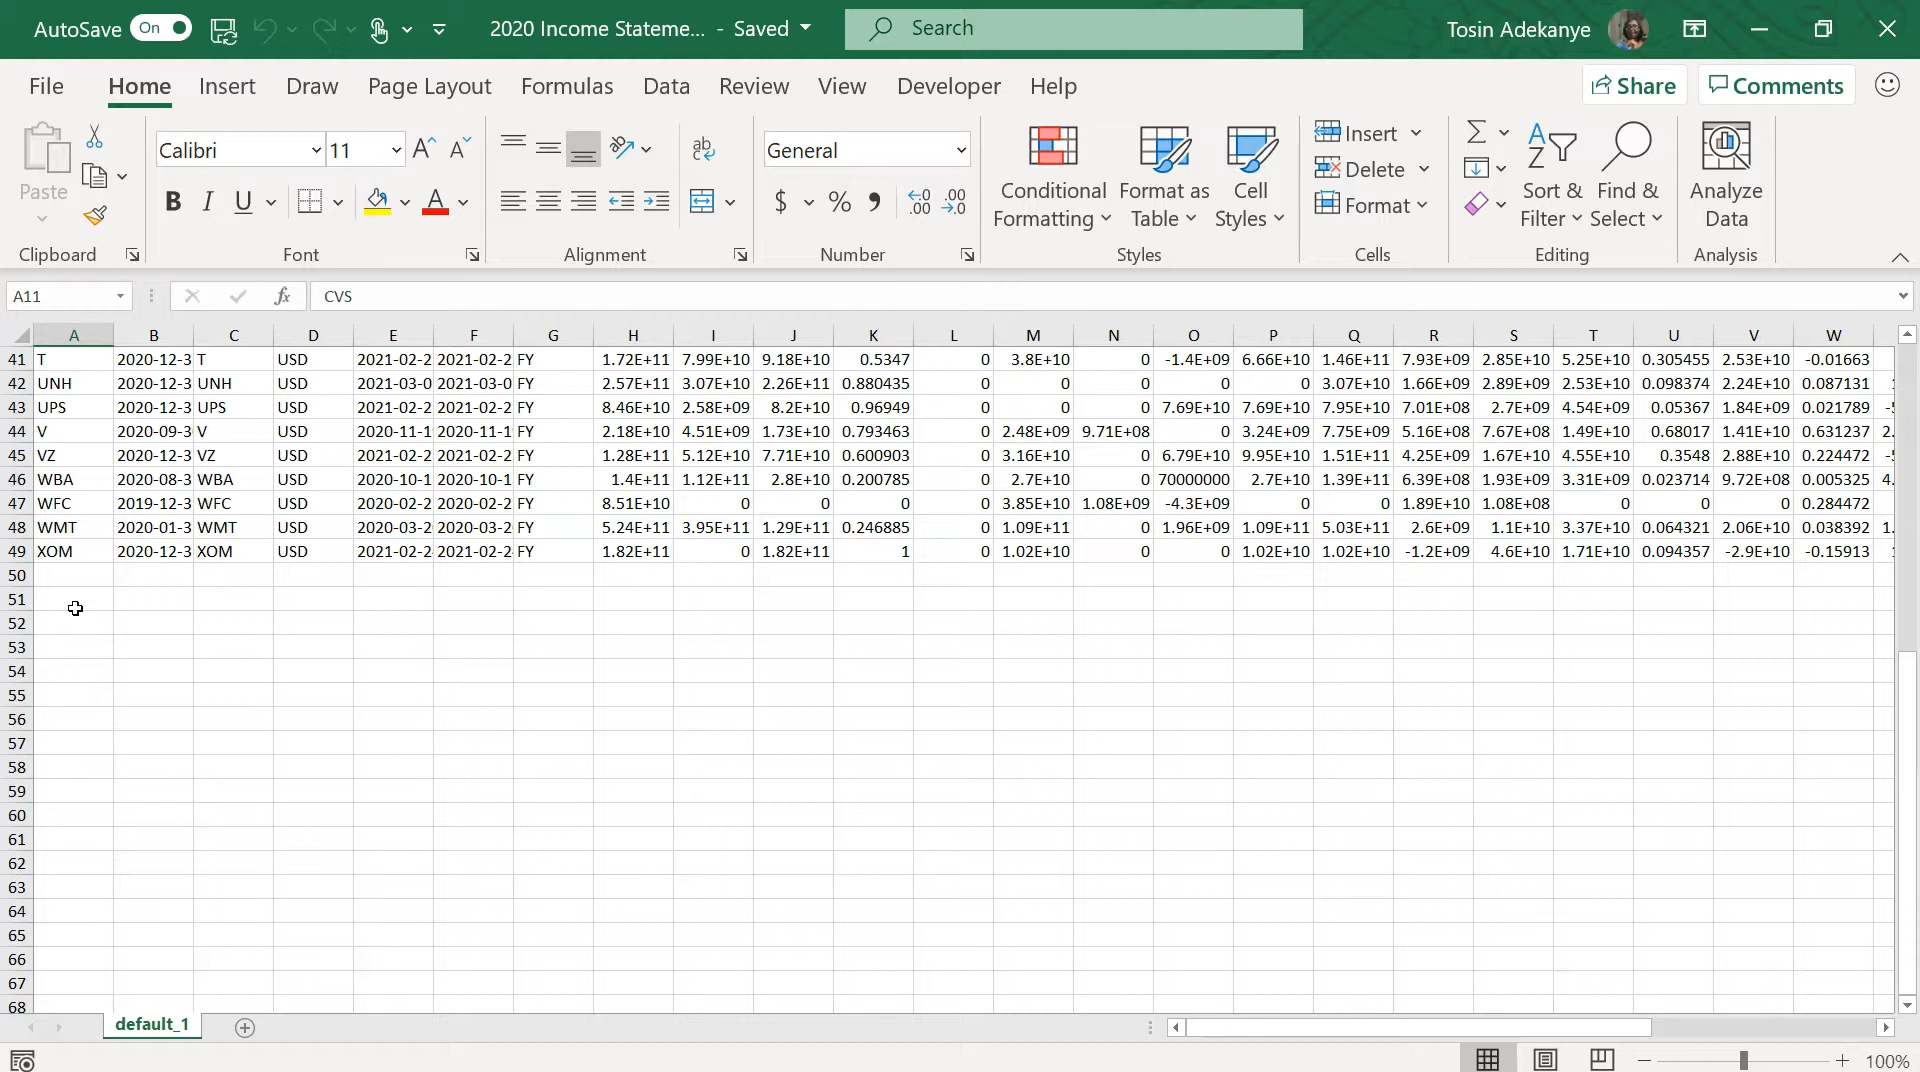 AutoSave On 2020 Income Stateme... - Saved Search Tosin Adekanye
File Home Insert Draw Page Layout Formulas Data Review View Developer Help Share Comments
Paste Calibri 11 General Conditional Formatting Format as Table Cell Styles Insert Delete Format Sort & Filter Find & Select Analyze Data
B I U A ab $ % 9 .00
Clipboard Font Alignment Number Styles Cells Editing Analysis
A11 fx CVS
A B C D E F G H I J K L M N O P Q R S T U V W
41 T 2020-12-3 T USD 2021-02-2 2021-02-2 FY 1.72E+11 7.99E+10 9.18E+10 0.5347 0 3.8E+10 0 -1.4E+09 6.66E+10 1.46E+11 7.93E+09 2.85E+10 5.25E+10 0.305455 2.53E+10 -0.01663
42 UNH 2020-12-3 UNH USD 2021-03-0 2021-03-0 FY 2.57E+11 3.07E+10 2.26E+11 0.880435 0 0 0 0 0 3.07E+10 1.66E+09 2.89E+09 2.53E+10 0.098374 2.24E+10 0.087131
43 UPS 2020-12-3 UPS USD 2021-02-2 2021-02-2 FY 8.46E+10 2.58E+09 8.2E+10 0.96949 0 0 0 7.69E+10 7.69E+10 7.95E+10 7.01E+08 2.7E+09 4.54E+09 0.05367 1.84E+09 0.021789
44 V 2020-09-3 V USD 2020-11-1 2020-11-1 FY 2.18E+10 4.51E+09 1.73E+10 0.793463 0 2.48E+09 9.71E+08 0 3.24E+09 7.75E+09 5.16E+08 7.67E+08 1.49E+10 0.68017 1.41E+10 0.631237 2.
45 VZ 2020-12-3 VZ USD 2021-02-2 2021-02-2 FY 1.28E+11 5.12E+10 7.71E+10 0.600903 0 3.16E+10 0 6.79E+10 9.95E+10 1.51E+11 4.25E+09 1.67E+10 4.55E+10 0.3548 2.88E+10 0.224472
46 WBA 2020-08-3 WBA USD 2020-10-1 2020-10-1 FY 1.4E+11 1.12E+11 2.8E+10 0.200785 0 2.7E+10 0 70000000 2.7E+10 1.39E+11 6.39E+08 1.93E+09 3.31E+09 0.023714 9.72E+08 0.005325 4.
47 WFC 2019-12-3 WFC USD 2020-02-2 2020-02-2 FY 8.51E+10 0 0 0 0 3.85E+10 1.08E+09 -4.3E+09 0 0 1.89E+10 1.08E+08 0 0 0 0.284472
48 WMT 2020-01-3 WMT USD 2020-03-2 2020-03-2 FY 5.24E+11 3.95E+11 1.29E+11 0.246885 0 1.09E+11 0 1.96E+09 1.09E+11 5.03E+11 2.6E+09 1.1E+10 3.37E+10 0.064321 2.06E+10 0.038392 1.
49 XOM 2020-12-3 XOM USD 2021-02-2 2021-02-2 FY 1.82E+11 0 1.82E+11 1 0 1.02E+10 0 0 1.02E+10 1.02E+10 -1.2E+09 4.6E+10 1.71E+10 0.094357 -2.9E+10 -0.15913
50
51
52
53
54
55
56
57
58
59
60
61
62
63
64
65
66
67
68
default_1
100%